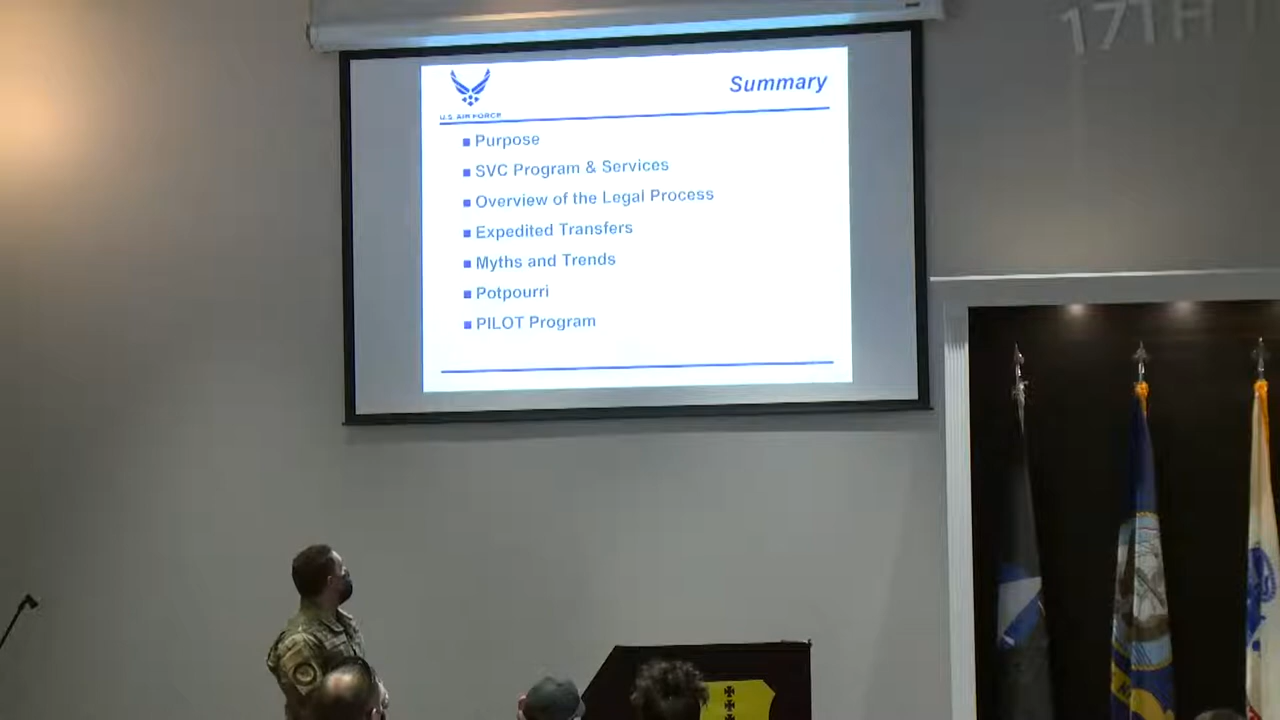 17TH
Summary
U.S. AIR FORCE
Purpose
SVC Program & Services
Overview of the Legal Process
Expedited Transfers
Myths and Trends
Potpourri
PILOT Program